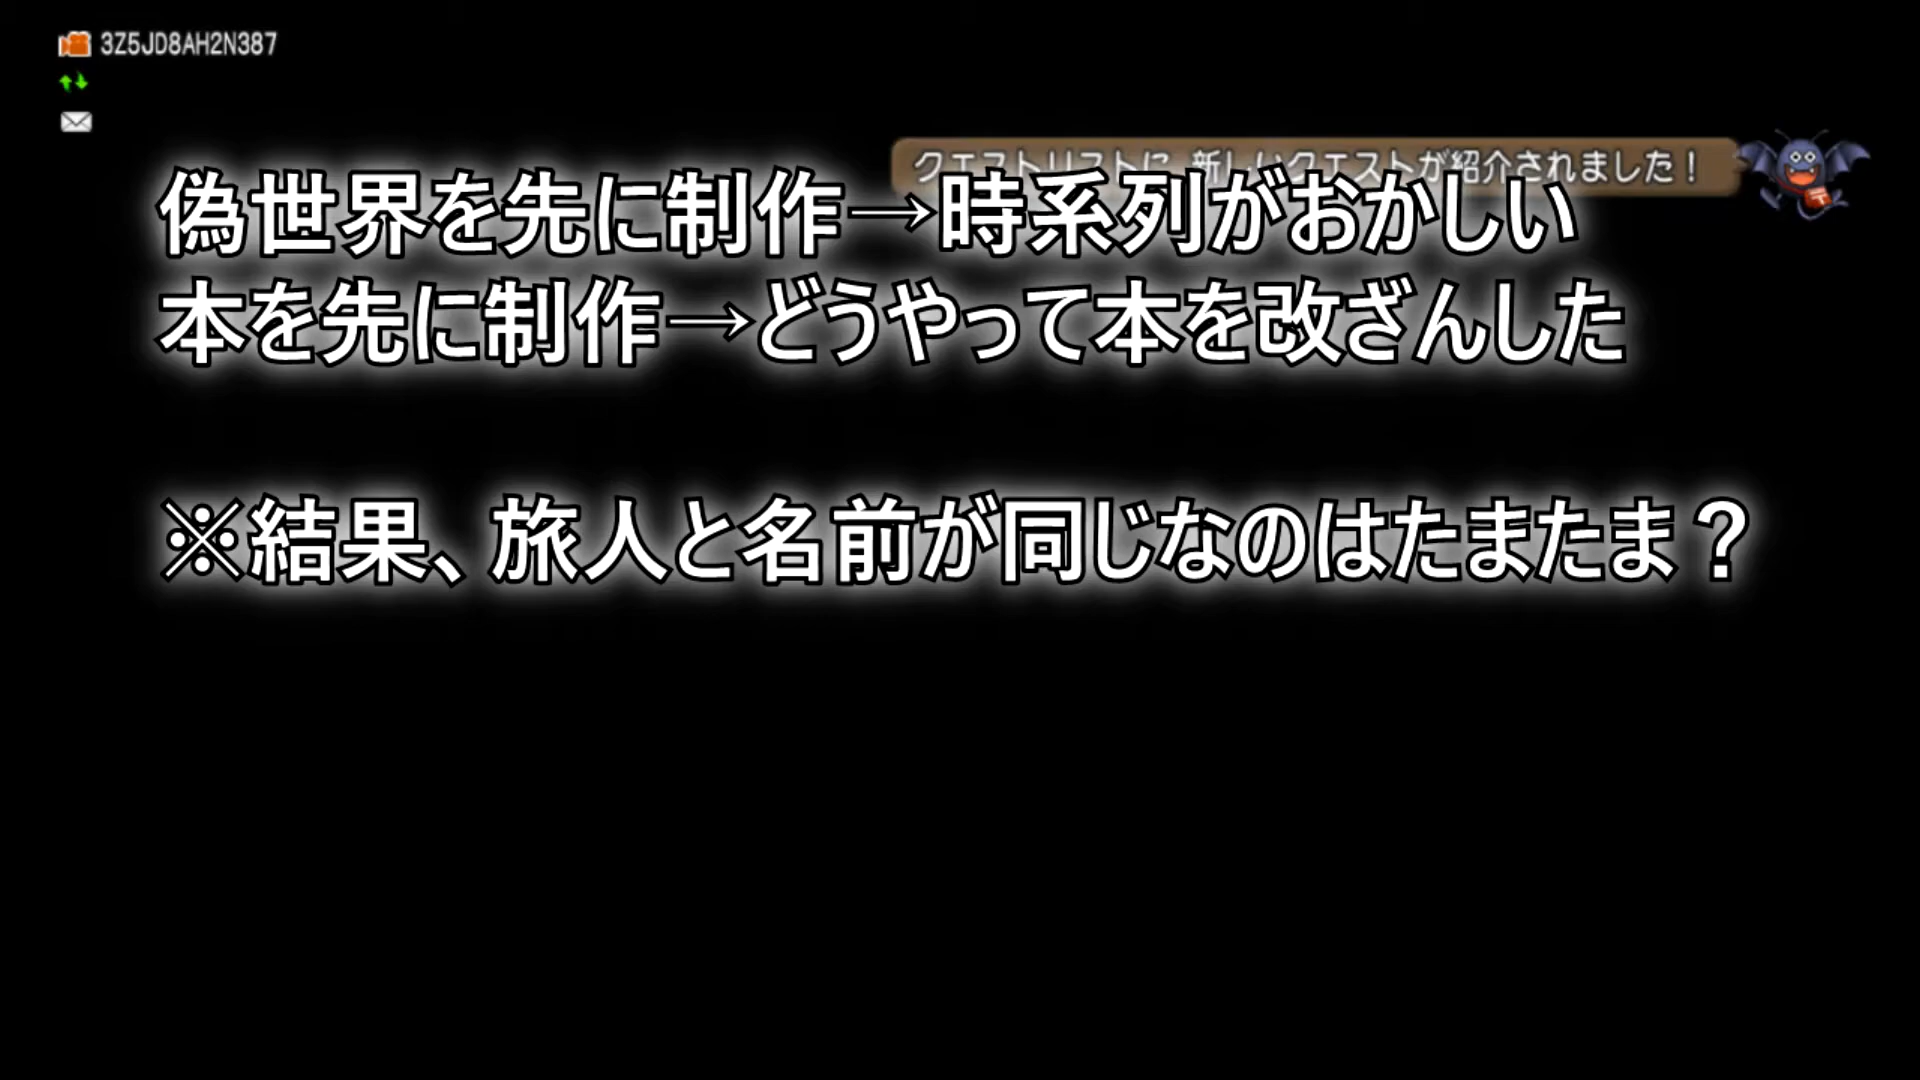 3Z5JD8AH2N387
クエストリストに 新しいクエストが紹介されました！
偽世界を先に制作→時系列がおかしい
本を先に制作→どうやって本を改ざんした
※結果、旅人と名前が同じなのはたまたま？